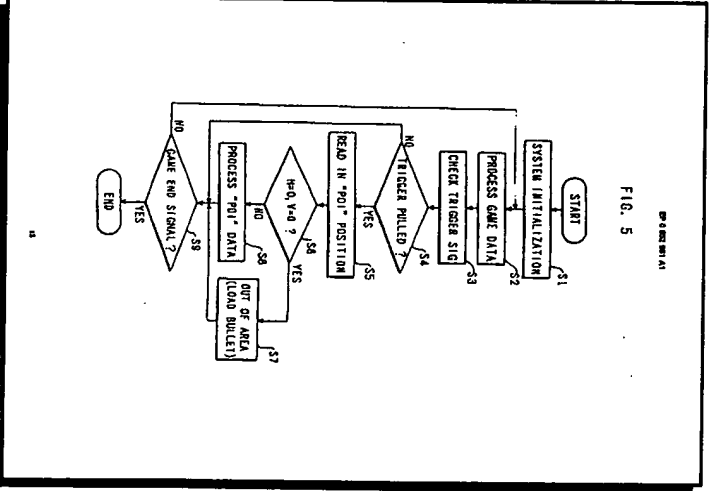 FIG. 5
START
SYSTEM INITIALIZATION
S1
PROCESS GAME DATA
S2
CHECK TRIGGER SIG
S3
TRIGGER PULLED ?
S4
NO
YES
READ IN "POI" POSITION
S5
H=0, V=0 ?
S6
YES
NO
OUT OF AREA
(LOAD BULLET)
S7
PROCESS "POI" DATA
S8
GAME END SIGNAL ?
S9
NO
YES
END